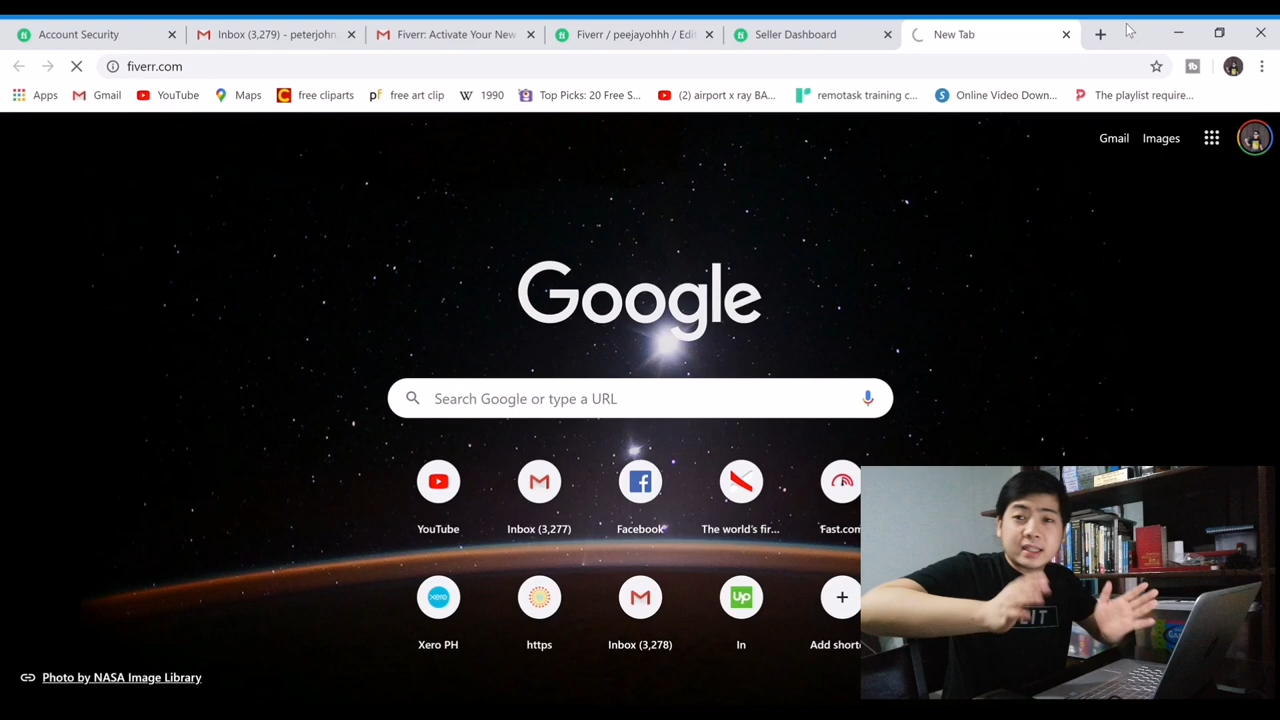 Account Security
Inbox (3,279) - peterjohn.
Fiverr: Activate Your New
Fiverr / peejayohhh / Edit
Seller Dashboard
New Tab
fiverr.com
Apps
Gmail
YouTube
Maps
free cliparts
free art clip
1990
Top Picks: 20 Free S...
(2) airport x ray BA...
remotask training c...
Online Video Down...
The playlist require...
Gmail
Images
Google
Search Google or type a URL
YouTube
Inbox (3,277)
Facebook
The world's fir...
Fast.com
Xero PH
https
Inbox (3,278)
In
Add short
Photo by NASA Image Library